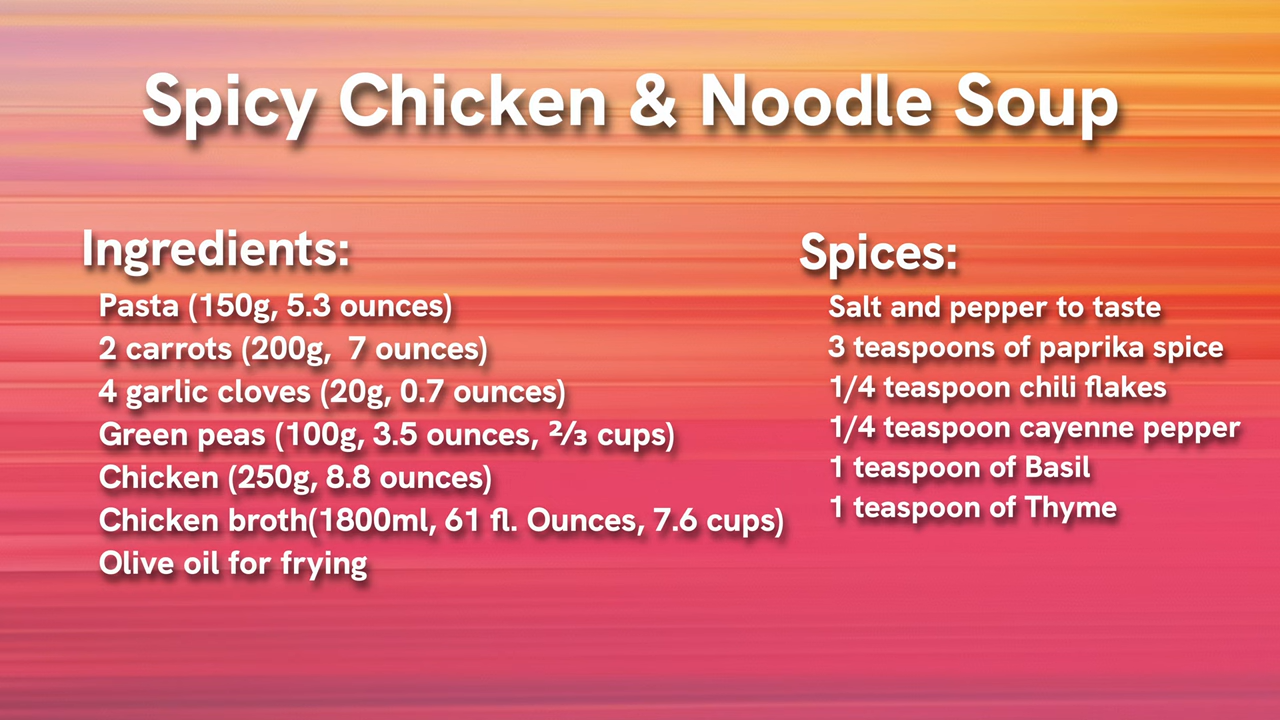 Spicy Chicken & Noodle Soup
Ingredients:
Pasta (150g, 5.3 ounces)
2 carrots (200g,  7 ounces)
4 garlic cloves (20g, 0.7 ounces)
Green peas (100g, 3.5 ounces, ⅔ cups)
Chicken (250g, 8.8 ounces)
Chicken broth(1800ml, 61 fl. Ounces, 7.6 cups)
Olive oil for frying
Spices:
Salt and pepper to taste
3 teaspoons of paprika spice
1/4 teaspoon chili flakes
1/4 teaspoon cayenne pepper
1 teaspoon of Basil
1 teaspoon of Thyme